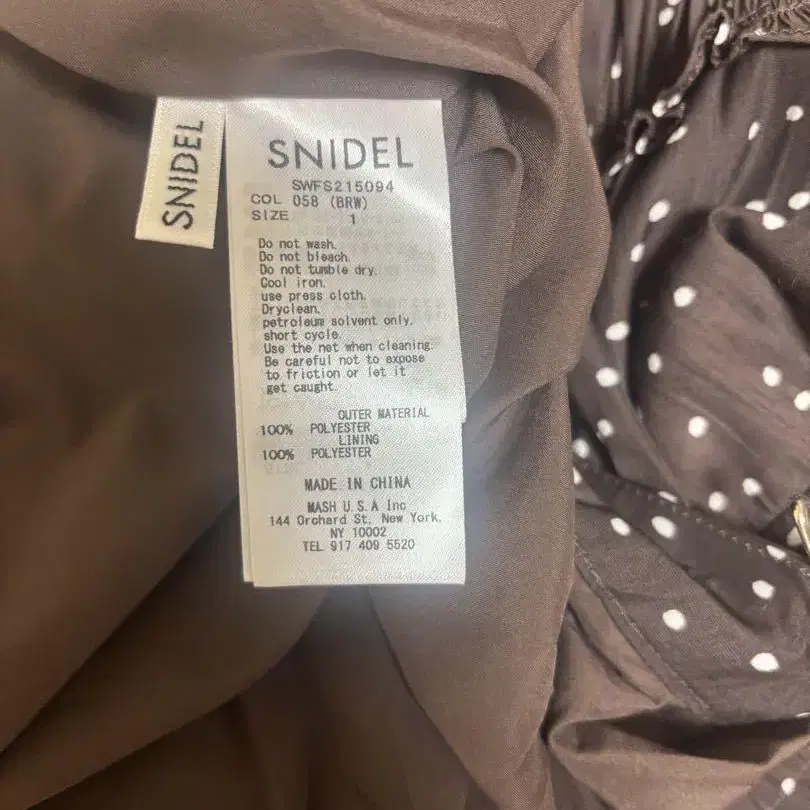 SNIDEL
SNIDEL
SWFS215094
COL 058 (BRW)
SIZE 1
Do not wash.
Do not bleach.
Do not tumble dry.
Cool iron.
use press cloth.
Dryclean.
petroleum solvent only.
short cycle.
Use the net when cleaning.
Be careful not to expose
to friction or let it
get caught.
OUTER MATERIAL
100% POLYESTER
LINING
100% POLYESTER
MADE IN CHINA
MASH U.S.A Inc
144 Orchard St. New York,
NY 10002
TEL 917 409 5520